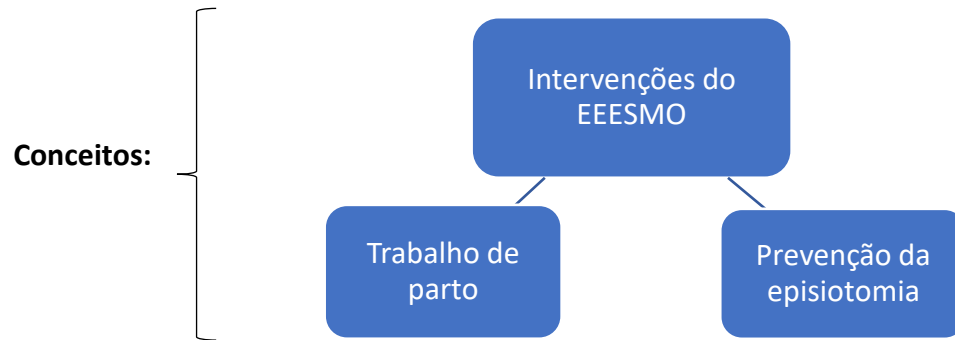 Conceitos:
Intervenções do
EEESMO
Trabalho de
parto
Prevenção da
episiotomia